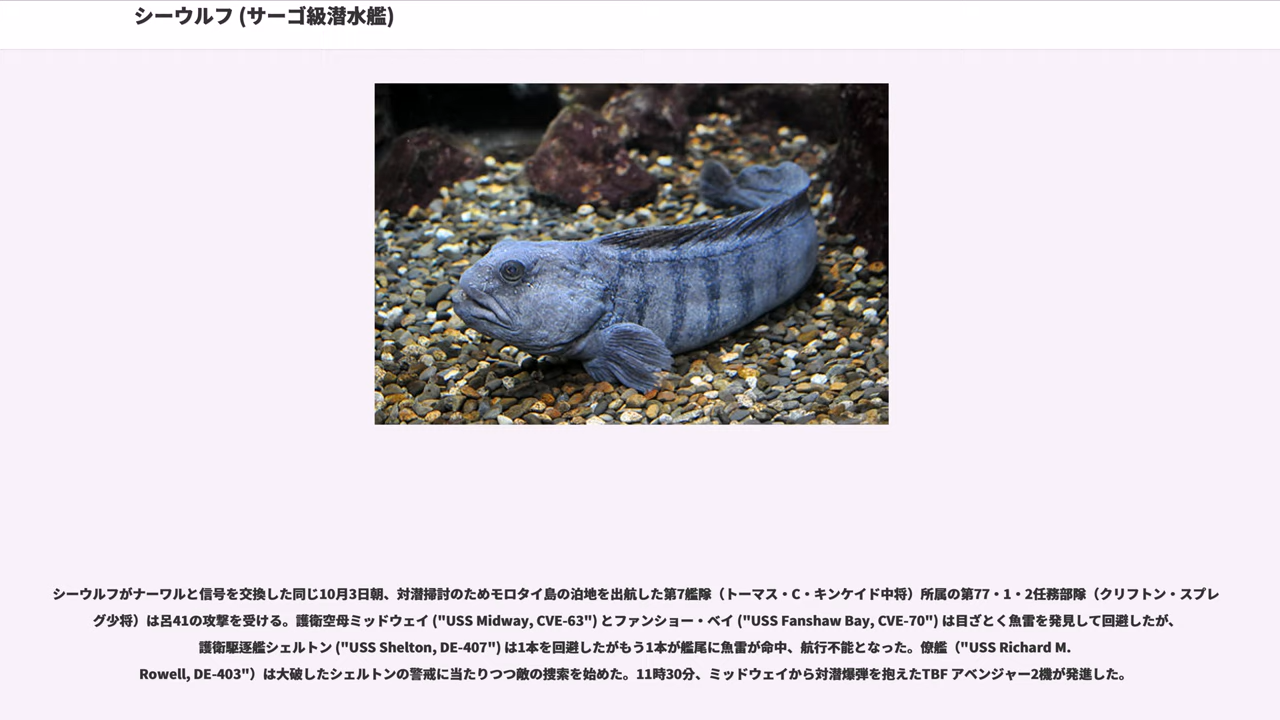 シーウルフ (サーゴ級潜水艦)
シーウルフがナーワルと信号を交換した同じ10月3日朝、対潜掃討のためモロタイ島の泊地を出航した第7艦隊（トーマス・C・キンケイド中将）所属の第77・1・2任務部隊（クリフトン・スプレ
グ少将）は呂41の攻撃を受ける。護衛空母ミッドウェイ ("USS Midway, CVE-63") とファンショー・ベイ ("USS Fanshaw Bay, CVE-70") は目ざとく魚雷を発見して回避したが、
護衛駆逐艦シェルトン ("USS Shelton, DE-407") は1本を回避したがもう1本が艦尾に魚雷が命中、航行不能となった。僚艦（"USS Richard M.
Rowell, DE-403"）は大破したシェルトンの警戒に当たりつつ敵の捜索を始めた。11時30分、ミッドウェイから対潜爆弾を抱えたTBF アベンジャー2機が発進した。